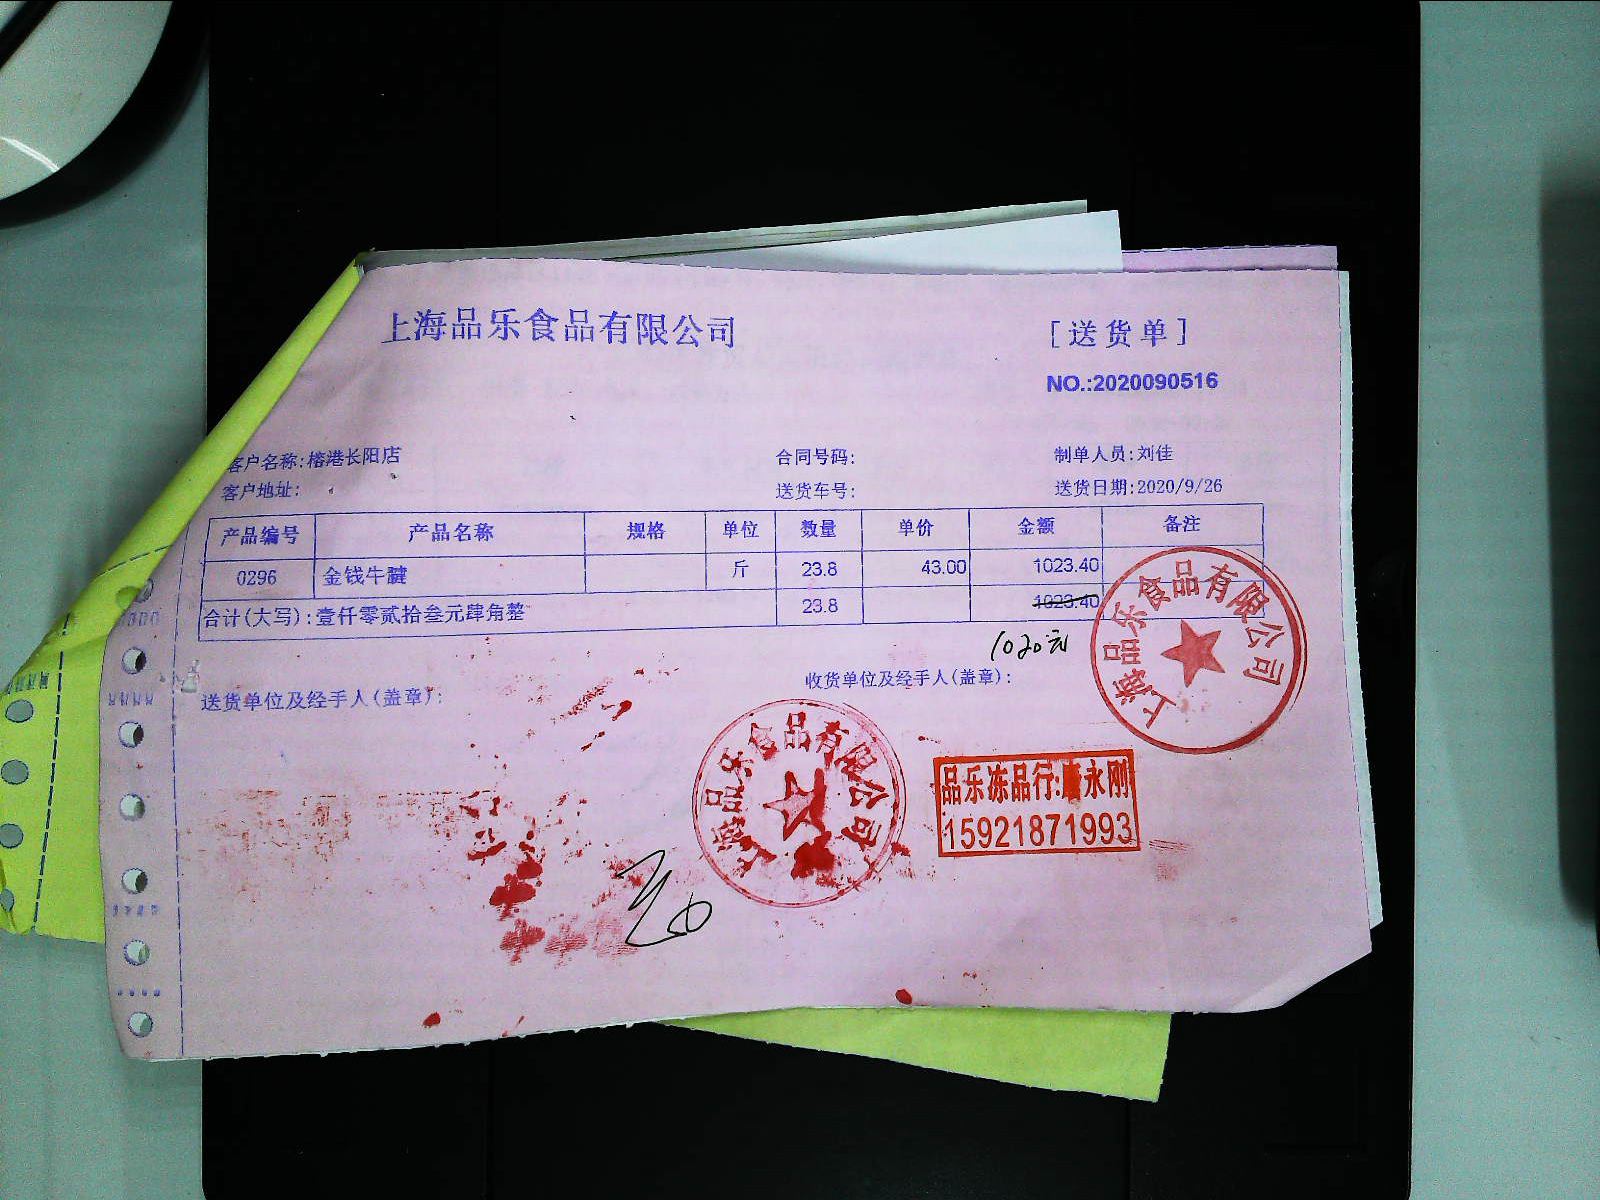 上海品乐食品有限公司
[送货单]
NO.:2020090516
客户名称:榕港长阳店 合同号码: 制单人员:刘佳
客户地址: 送货车号: 送货日期:2020/9/26
产品编号 产品名称 规格 单位 数量 单价 金额 备注
0296 金钱牛腱 斤 23.8 43.00 1023.40
合计(大写):壹仟零贰拾叁元肆角整 23.8 1023.40
1020元
送货单位及经手人(盖章): 收货单位及经手人(盖章):
上海品乐食品有限公司
上海品乐食品有限公司
品乐冻品行: 永刚
15921871993